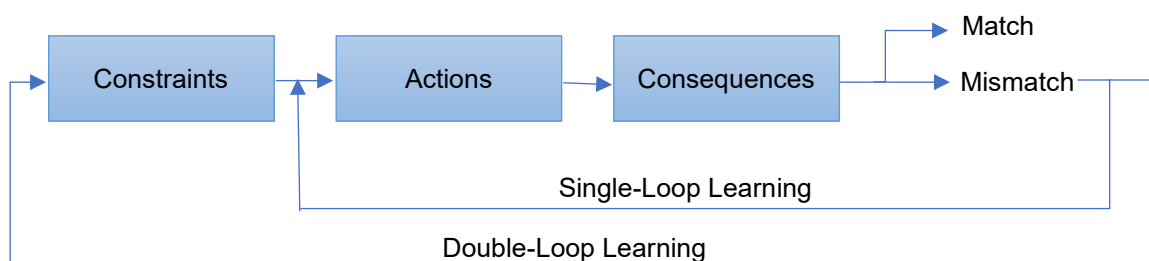 Match
Constraints
Actions
Consequences
Mismatch
Single-Loop Learning
Double-Loop Learning